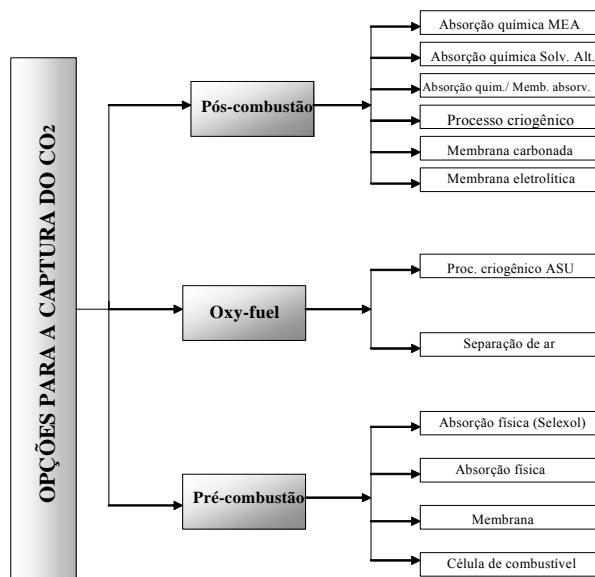 OPÇÕES PARA A CAPTURA DO CO2
Pós-combustão
Absorção química MEA
Absorção química Solv. Alt.
Absorção quim./ Memb. absorv.
Processo criogênico
Membrana carbonada
Membrana eletrolítica
Oxy-fuel
Proc. criogênico ASU
Separação de ar
Pré-combustão
Absorção física (Selexol)
Absorção física
Membrana
Célula de combustível